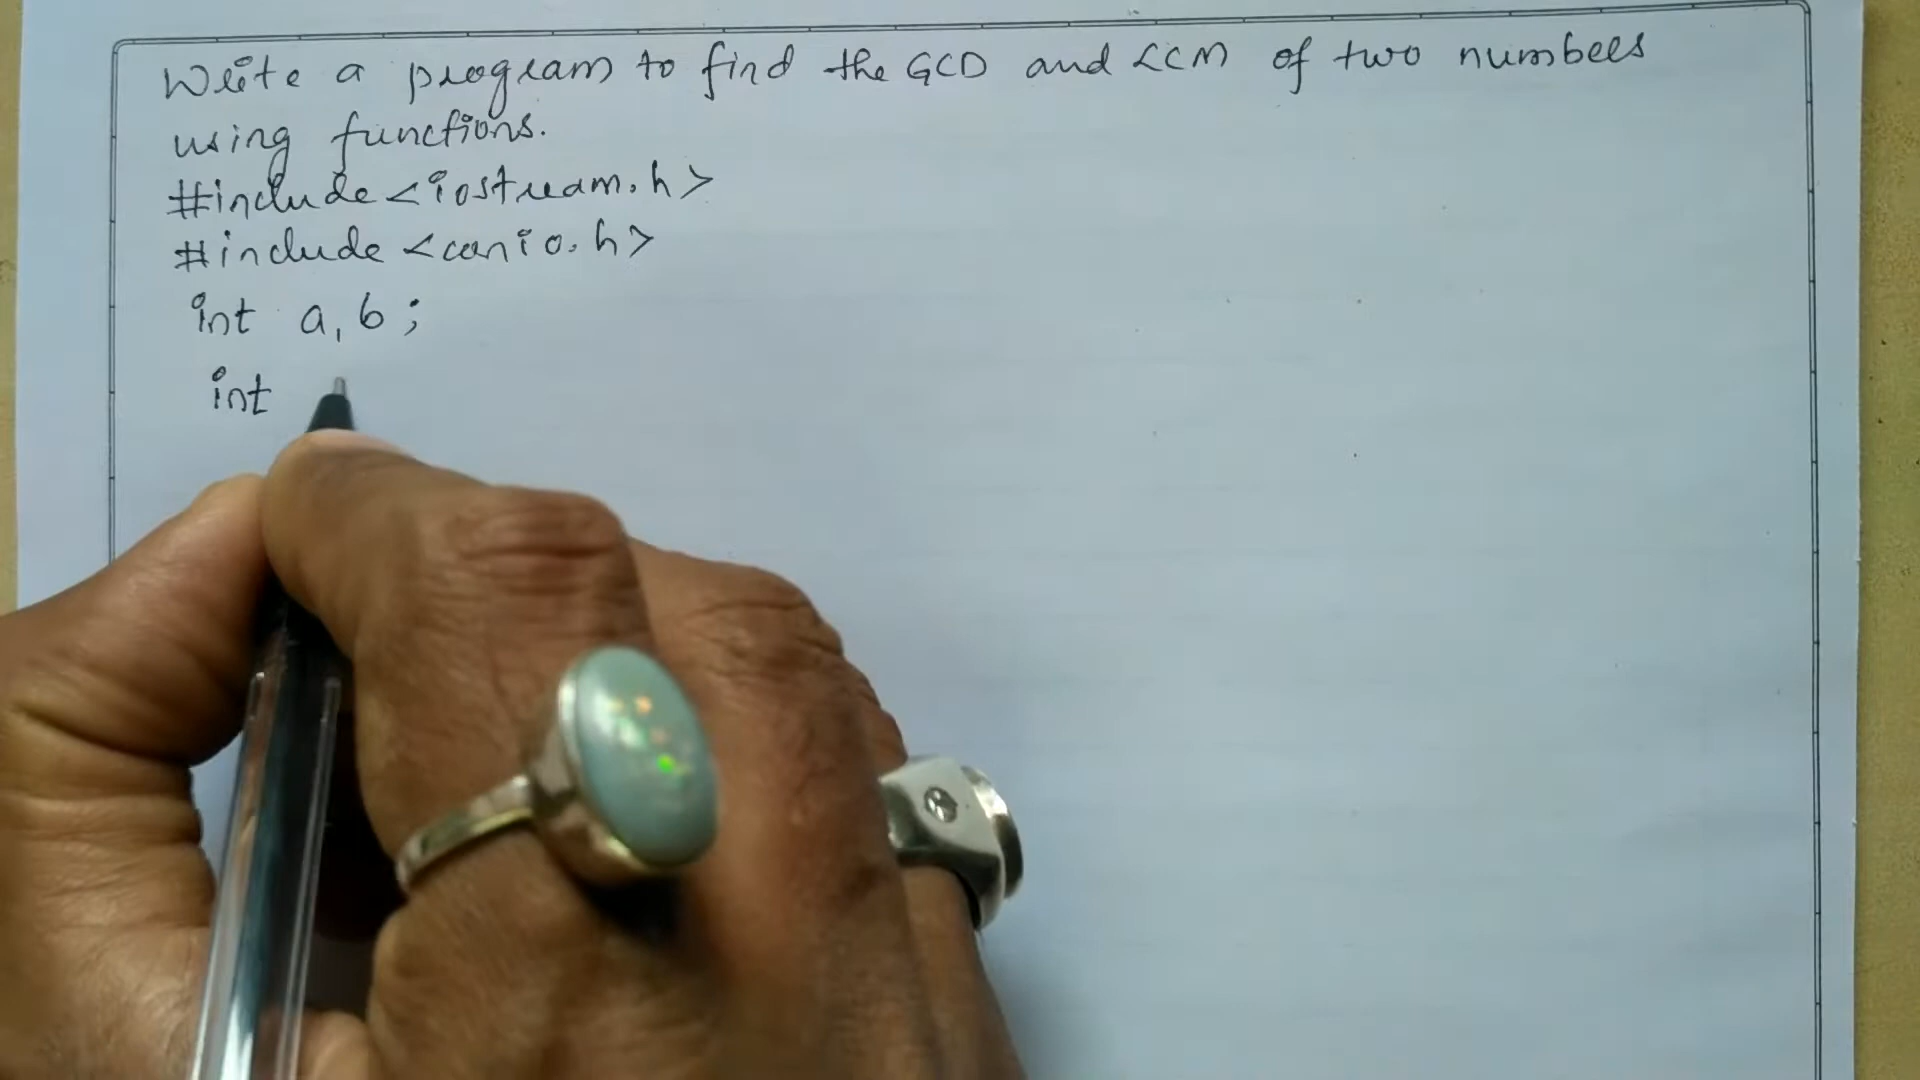 Write a program to find the GCD and LCM of two numbers
using functions.
#include<iostream.h>
#include<conio.h>
int a,b;
int